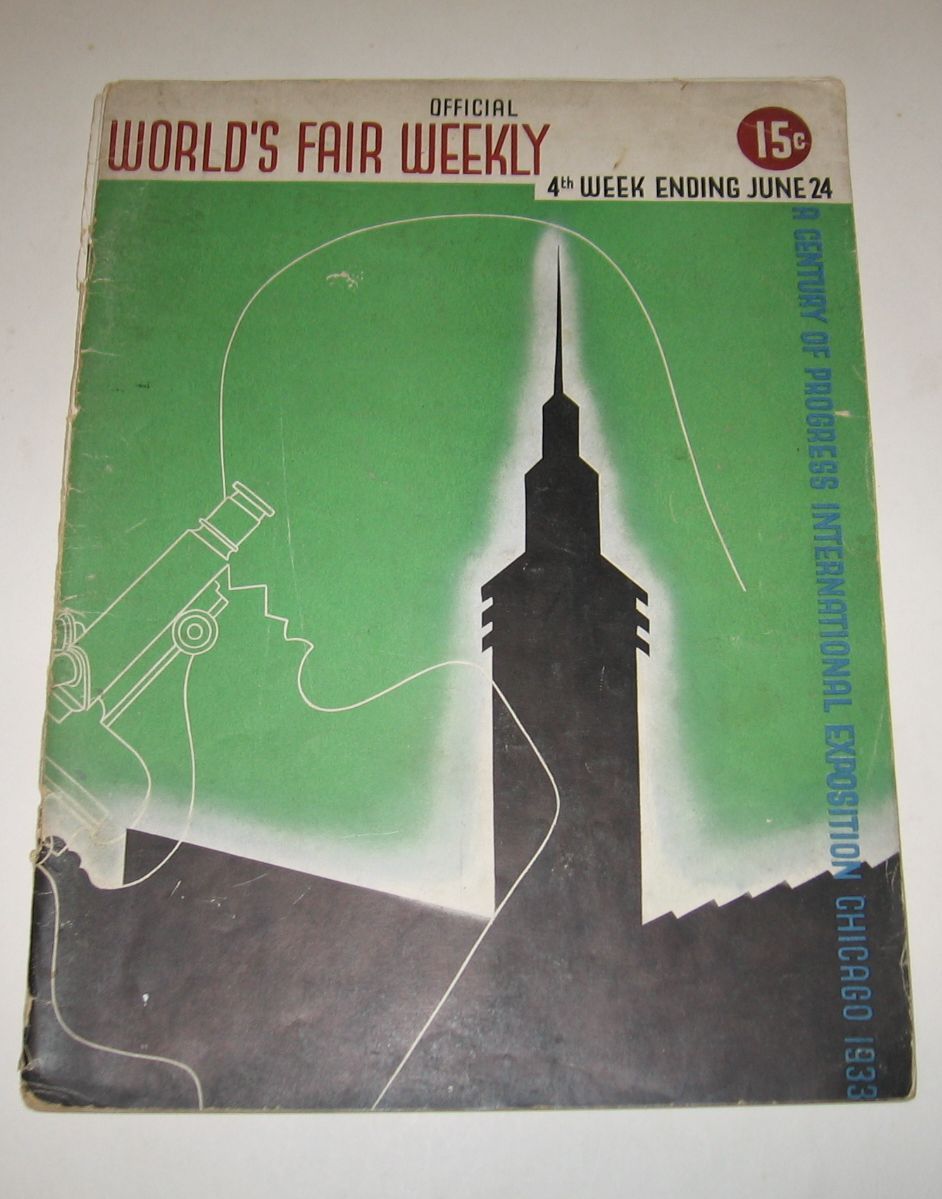 OFFICIAL
WORLD'S FAIR WEEKLY
15c
4th WEEK ENDING JUNE 24
A CENTURY OF PROGRESS INTERNATIONAL EXPOSITION CHICAGO 1933